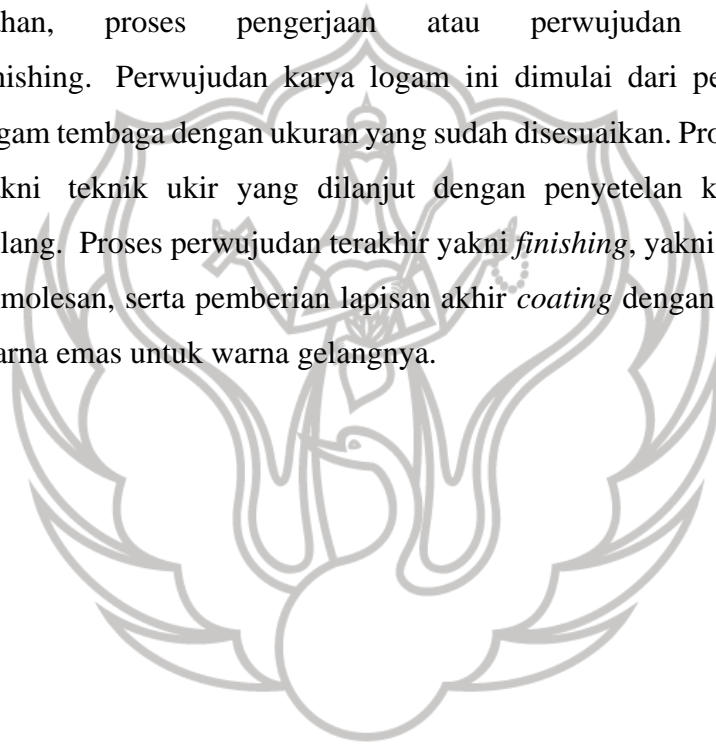 han, proses pengerjaan atau perwujudan
nishing. Perwujudan karya logam ini dimulai dari pe
gam tembaga dengan ukuran yang sudah disesuaikan. Pro
kni teknik ukir yang dilanjut dengan penyetelan k
lang. Proses perwujudan terakhir yakni finishing, yakni
molesan, serta pemberian lapisan akhir coating dengan
arna emas untuk warna gelangnya.